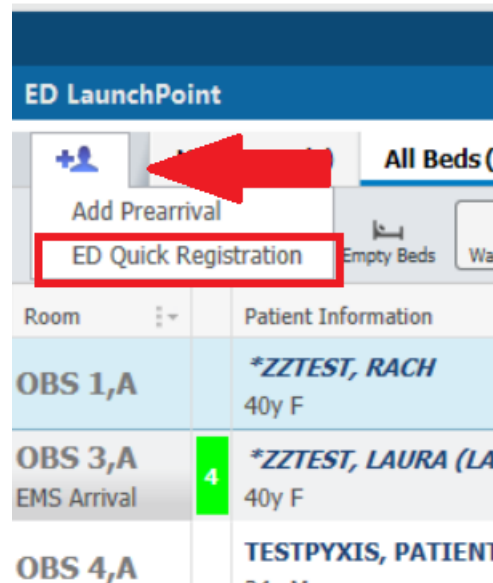 ED LaunchPoint
All Beds (
Add Prearrival
ED Quick Registration
Empty Beds
Wa
Room
Patient Information
OBS 1,A
*ZZTEST, RACH
40y F
OBS 3,A
4
*ZZTEST, LAURA (LA
EMS Arrival
40y F
OBS 4,A
TESTPYXIS, PATIENT